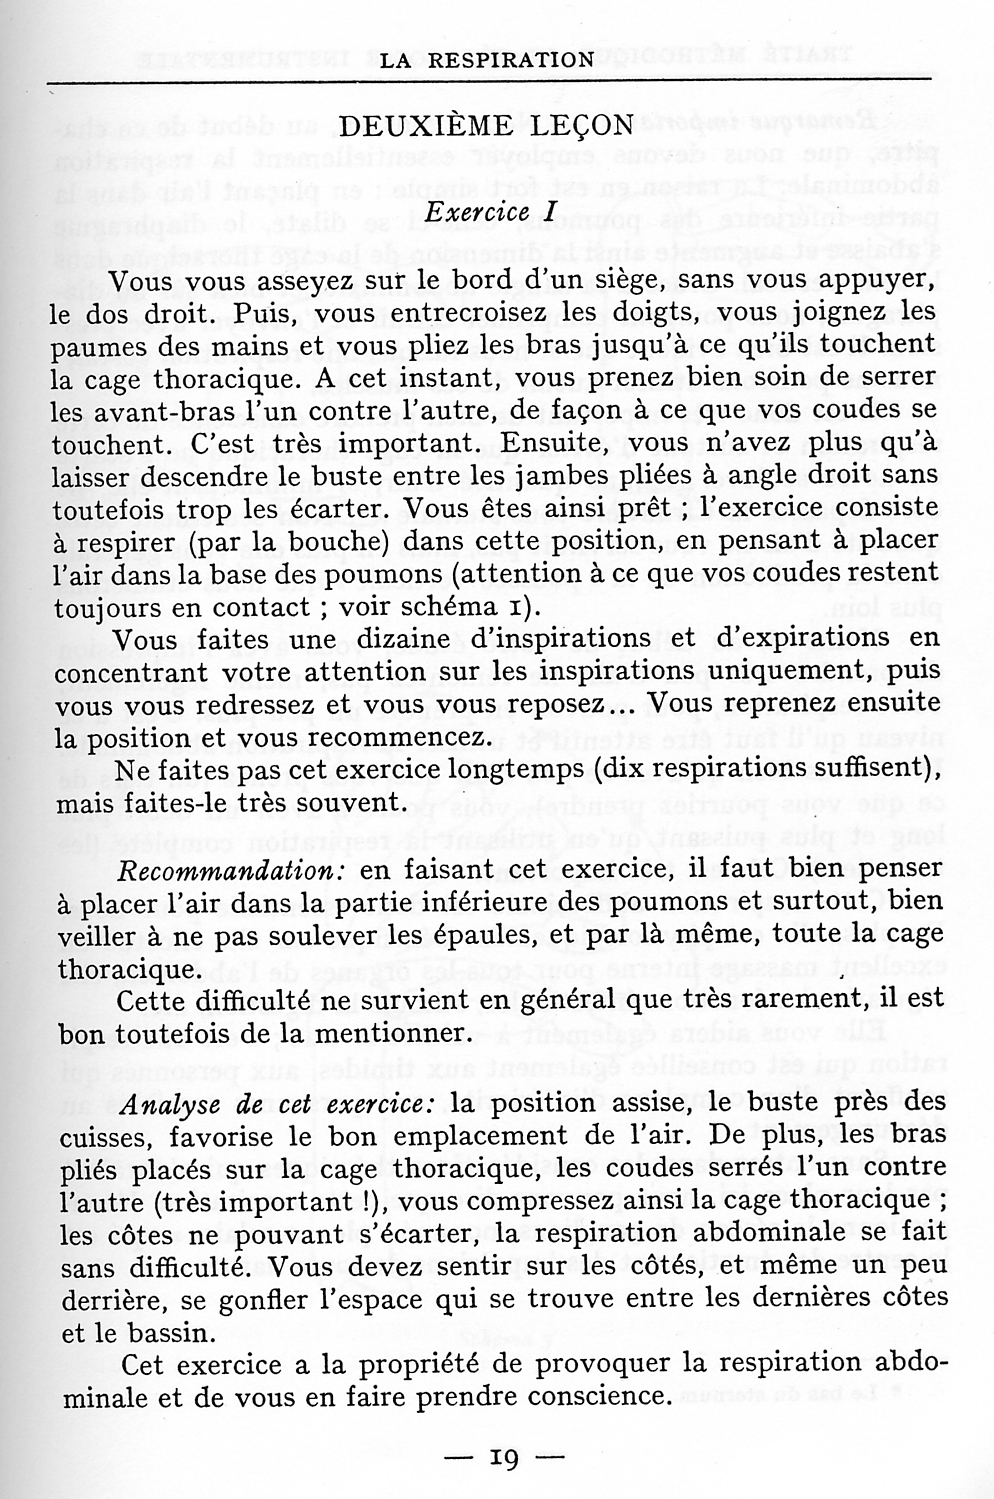 LA RESPIRATION
DEUXIÈME LEÇON
Exercice I
Vous vous asseyez sur le bord d'un siège, sans vous appuyer,
le dos droit. Puis, vous entrecroisez les doigts, vous joignez les
paumes des mains et vous pliez les bras jusqu'à ce qu'ils touchent
la cage thoracique. A cet instant, vous prenez bien soin de serrer
les avant-bras l'un contre l'autre, de façon à ce que vos coudes se
touchent. C'est très important. Ensuite, vous n'avez plus qu'à
laisser descendre le buste entre les jambes pliées à angle droit sans
toutefois trop les écarter. Vous êtes ainsi prêt ; l'exercice consiste
à respirer (par la bouche) dans cette position, en pensant à placer
l'air dans la base des poumons (attention à ce que vos coudes restent
toujours en contact ; voir schéma 1).
Vous faites une dizaine d'inspirations et d'expirations en
concentrant votre attention sur les inspirations uniquement, puis
vous vous redressez et vous vous reposez... Vous reprenez ensuite
la position et vous recommencez.
Ne faites pas cet exercice longtemps (dix respirations suffisent),
mais faites-le très souvent.
Recommandation: en faisant cet exercice, il faut bien penser
à placer l'air dans la partie inférieure des poumons et surtout, bien
veiller à ne pas soulever les épaules, et par là même, toute la cage
thoracique.
Cette difficulté ne survient en général que très rarement, il est
bon toutefois de la mentionner.
Analyse de cet exercice: la position assise, le buste près des
cuisses, favorise le bon emplacement de l'air. De plus, les bras
pliés placés sur la cage thoracique, les coudes serrés l'un contre
l'autre (très important !), vous compressez ainsi la cage thoracique ;
les côtes ne pouvant s'écarter, la respiration abdominale se fait
sans difficulté. Vous devez sentir sur les côtés, et même un peu
derrière, se gonfler l'espace qui se trouve entre les dernières côtes
et le bassin.
Cet exercice a la propriété de provoquer la respiration abdo-
minale et de vous en faire prendre conscience.
— 19 —